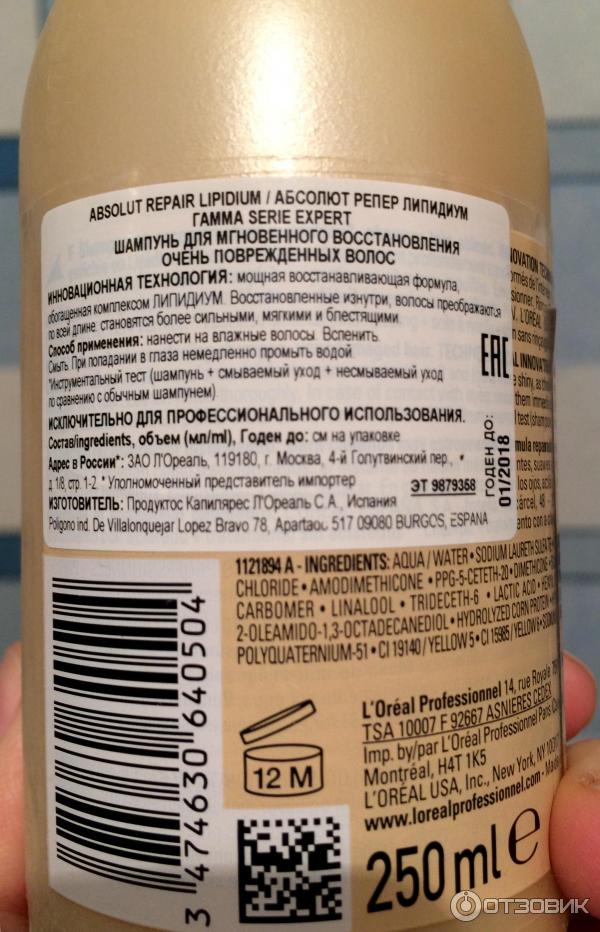 ABSOLUT REPAIR LIPIDIUM / АБСОЛЮТ РЕПЕР ЛИПИДИУМ
ГАММА SERIE EXPERT
ШАМПУНЬ ДЛЯ МГНОВЕННОГО ВОССТАНОВЛЕНИЯ
ОЧЕНЬ ПОВРЕЖДЕННЫХ ВОЛОС
ИННОВАЦИОННАЯ ТЕХНОЛОГИЯ: мощная восстанавливающая формула,
обогащенная комплексом ЛИПИДИУМ. Восстановленные изнутри, волосы преображаются
по всей длине. становятся более сильными, мягкими и блестящими.
Способ применения: нанести на влажные волосы. Вспенить.
Смыть. При попадании в глаза немедленно промыть водой.
*Инструментальный тест (шампунь + смываемый уход + несмываемый уход
по сравнению с обычным шампунем).
ИСКЛЮЧИТЕЛЬНО ДЛЯ ПРОФЕССИОНАЛЬНОГО ИСПОЛЬЗОВАНИЯ.
Состав/ingredients, объем (мл/ml), Годен до: см на упаковке
Адрес в России*: ЗАО Л'Ореаль, 119180, г. Москва, 4-й Голутвинский пер.,
д. 1/8, стр. 1-2. * Уполномоченный представитель импортер
ЭТ 9879358
ИЗГОТОВИТЕЛЬ: Продуктос Капилярес Л'Ореаль С.А., Испания
Poligono ind. De Villalonquejar Lopez Bravo 78, Apartado 517 09080 BURGOS, ESPANA
EAC
ГОДЕН ДО:
01/2018
1121894 A - INGREDIENTS: AQUA / WATER • SODIUM LAURETH
CHLORIDE • AMODIMETHICONE • PPG-5-CETETH-20 • DIMETHICONE
CARBOMER • LINALOOL • TRIDECETH-6 • LACTIC ACID
2-OLEAMIDO-1,3-OCTADECANEDIOL • HYDROLYZED CORN PROTEIN
POLYQUATERNIUM-51 • CI 19140 / YELLOW 5 • CI 15985 / YELLOW 6
L'Oréal Professionnel 14, rue Royale
TSA 10007 F 92667 ASNIERES CEDEX
Imp. by/par L'Oréal Professionnel Paris
Montréal, H4T 1K5
L'ORÉAL USA, Inc., New York, NY
www.lorealprofessionnel.com
12 M
250 ml e
3 474630 640504
ОТЗОВИК